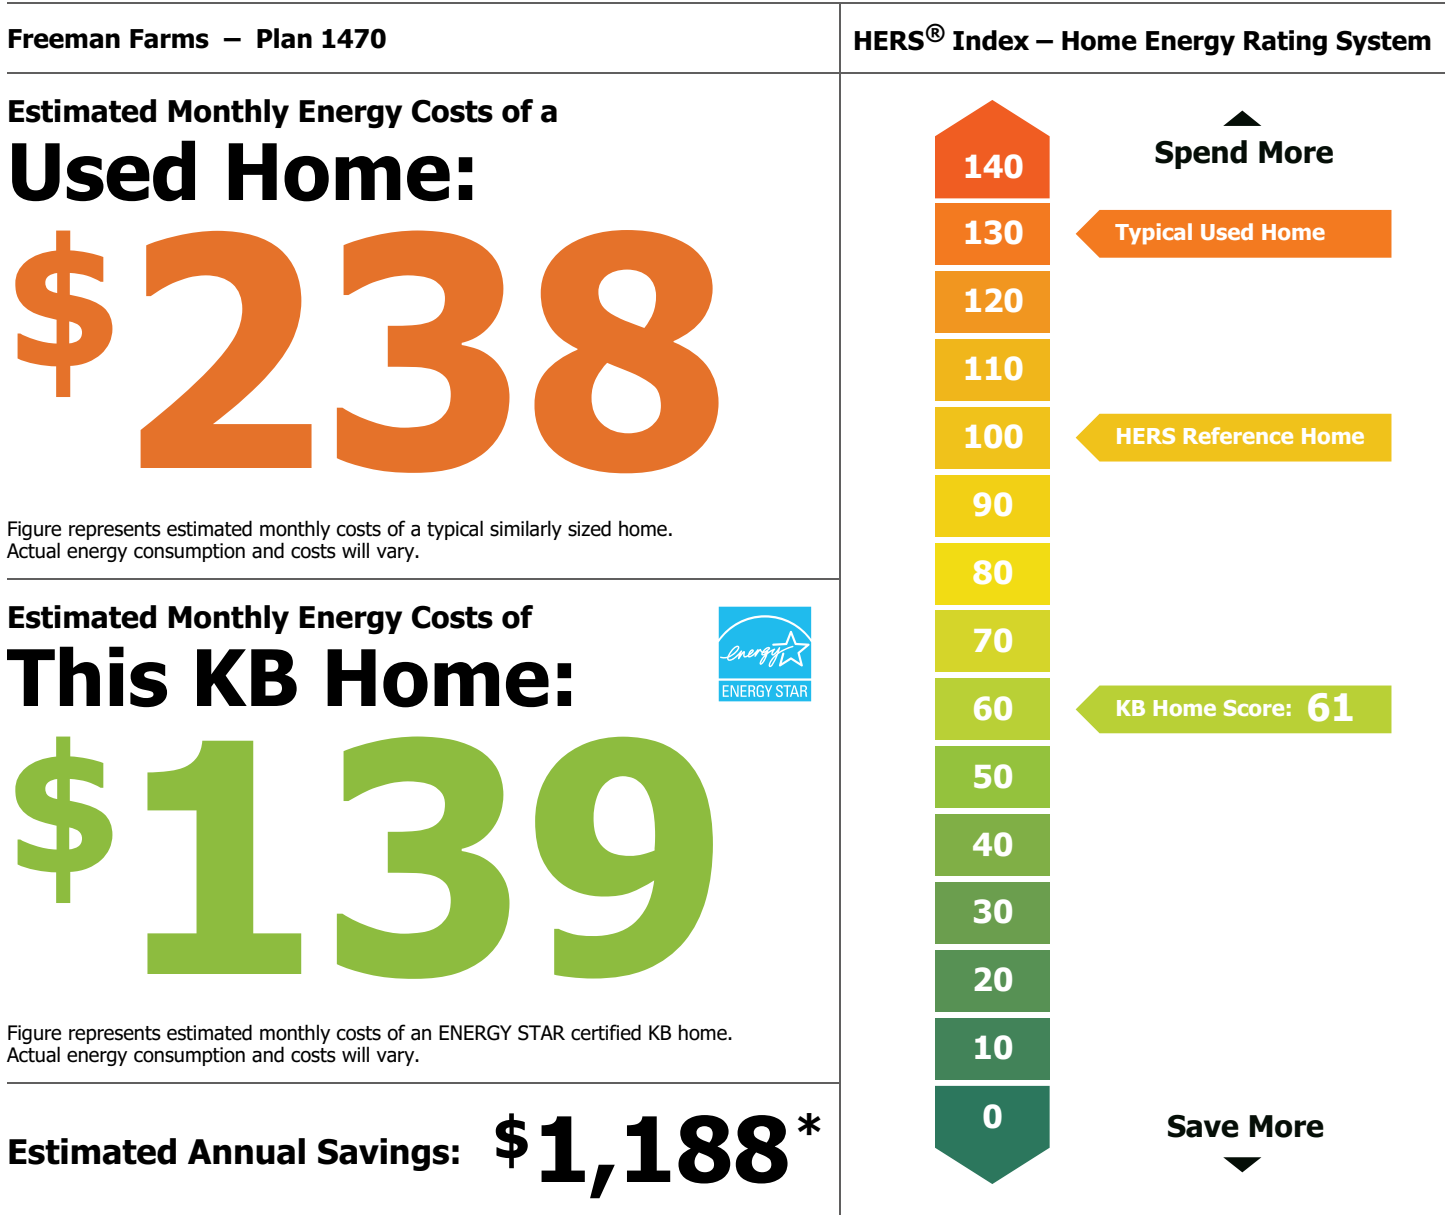 Freeman Farms – Plan 1470
Estimated Monthly Energy Costs of a
Used Home:
$238
Figure represents estimated monthly costs of a typical similarly sized home.
Actual energy consumption and costs will vary.
Estimated Monthly Energy Costs of
This KB Home:
energy
ENERGY STAR
$139
Figure represents estimated monthly costs of an ENERGY STAR certified KB home.
Actual energy consumption and costs will vary.
Estimated Annual Savings: $1,188*
HERS® Index – Home Energy Rating System
Spend More
140
130
Typical Used Home
120
110
100
HERS Reference Home
90
80
70
60
KB Home Score: 61
50
40
30
20
10
0
Save More